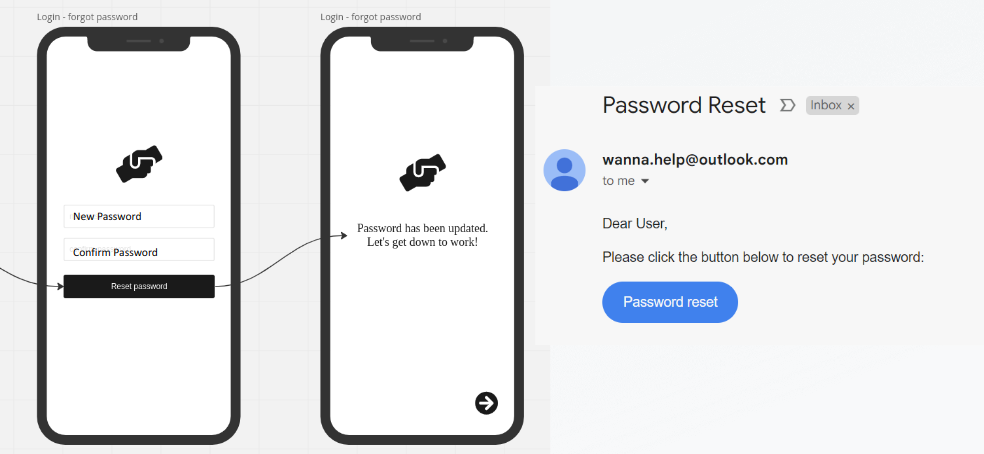 Login - forgot password
New Password
Confirm Password
Reset password
Login - forgot password
Password has been updated.
Let's get down to work!
Password Reset
Inbox ×
wanna.help@outlook.com
to me
Dear User,
Please click the button below to reset your password:
Password reset